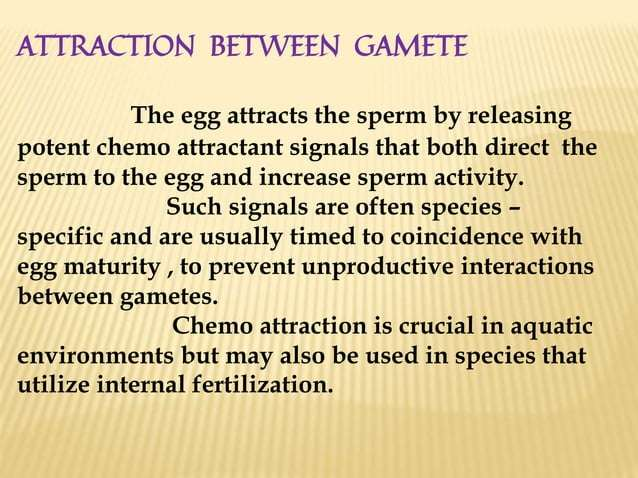 ATTRACTION BETWEEN GAMETE
The egg attracts the sperm by releasing
potent chemo attractant signals that both direct the
sperm to the egg and increase sperm activity.
Such signals are often species –
specific and are usually timed to coincidence with
egg maturity , to prevent unproductive interactions
between gametes.
Chemo attraction is crucial in aquatic
environments but may also be used in species that
utilize internal fertilization.